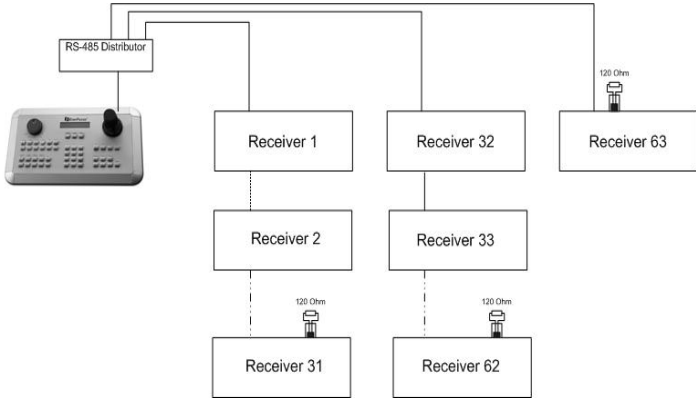 RS-485 Distributor
120 Ohm
Receiver 1
Receiver 32
Receiver 63
Receiver 2
Receiver 33
120 Ohm
120 Ohm
Receiver 31
Receiver 62